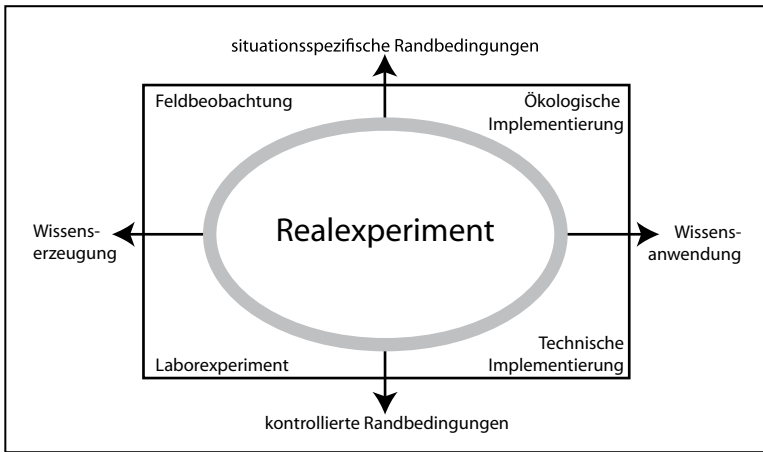 situationsspezifische Randbedingungen
Feldbeobachtung
Ökologische
Implementierung
Wissens-
erzeugung
Realexperiment
Wissens-
anwendung
Laborexperiment
Technische
Implementierung
kontrollierte Randbedingungen